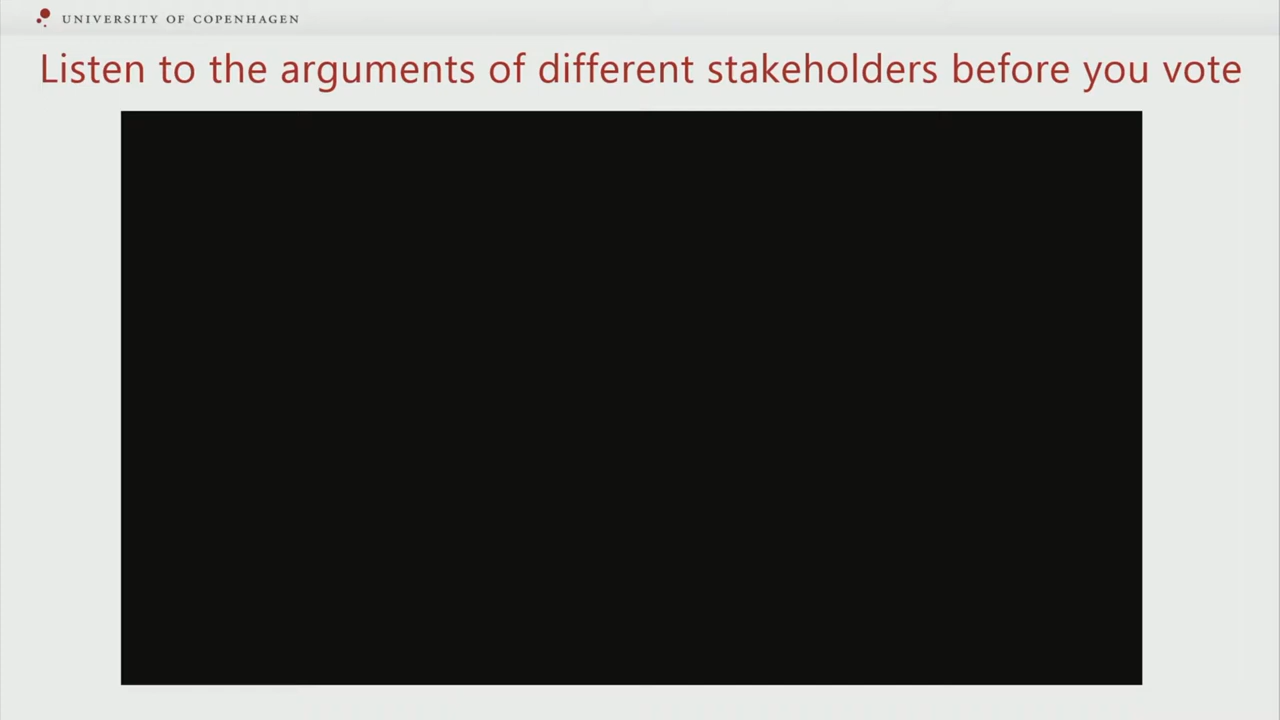 UNIVERSITY OF COPENHAGEN
Listen to the arguments of different stakeholders before you vote